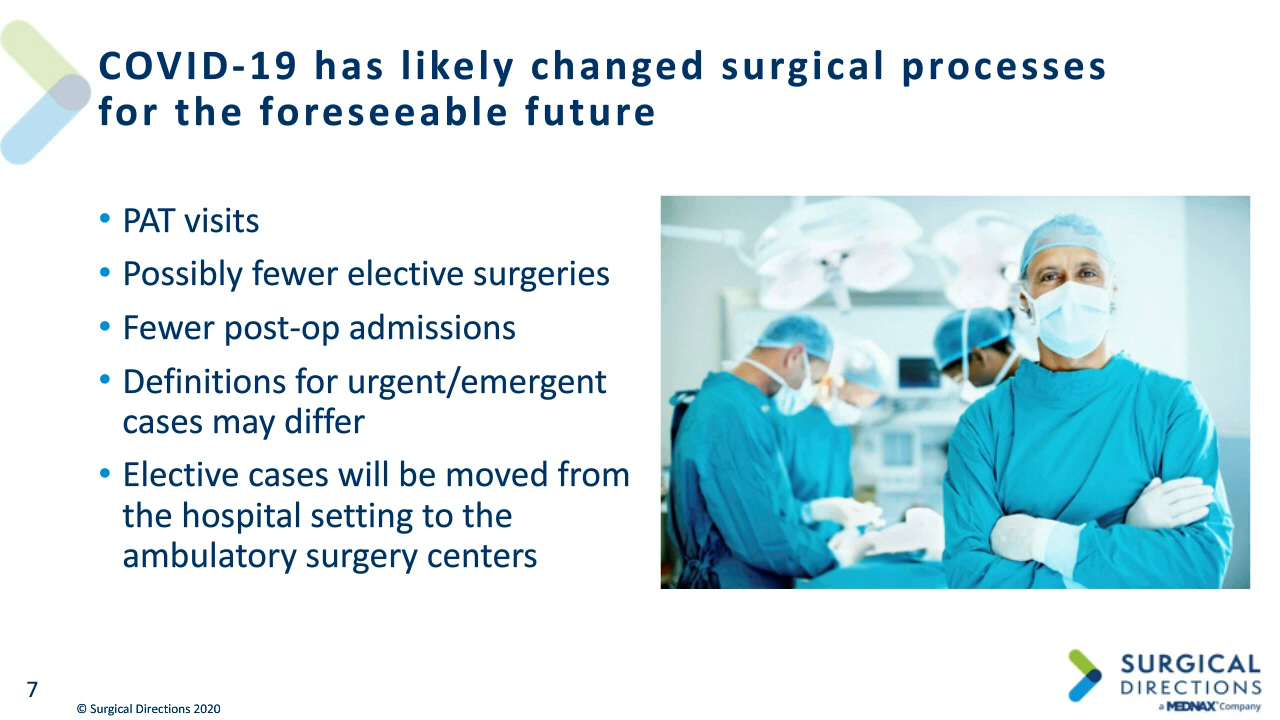 COVID-19 has likely changed surgical processes
for the foreseeable future
• PAT visits
• Possibly fewer elective surgeries
• Fewer post-op admissions
• Definitions for urgent/emergent
cases may differ
• Elective cases will be moved from
the hospital setting to the
ambulatory surgery centers
7
© Surgical Directions 2020
SURGICAL
DIRECTIONS
a MEDNAX™ Company